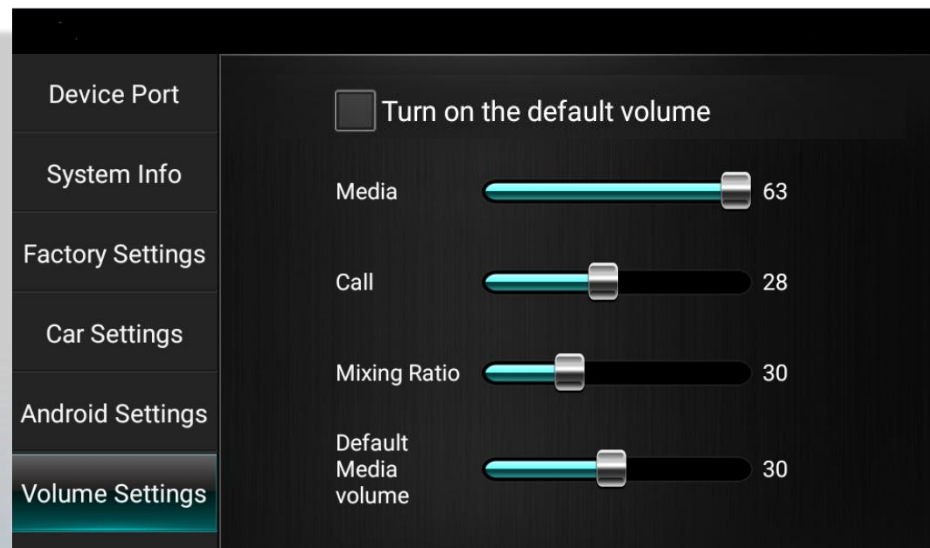 Device Port
System Info
Factory Settings
Car Settings
Android Settings
Volume Settings
Turn on the default volume
Media 63
Call 28
Mixing Ratio 30
Default
Media 30
volume